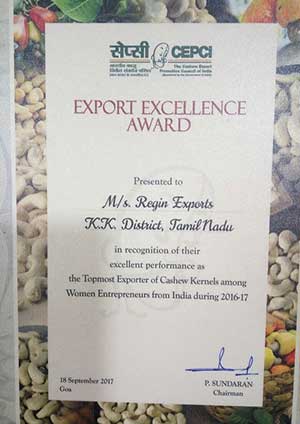 सेप्सी CEPCI
The Cashew Export
Promotion Council of India
EXPORT EXCELLENCE
AWARD
Presented to
M/s. Regin Exports
K.K. District, Tamil Nadu
in recognition of their
excellent performance as
the Topmost Exporter of Cashew Kernels among
Women Entrepreneurs from India during 2016-17
18 September 2017
Goa
P. SUNDARAN
Chairman